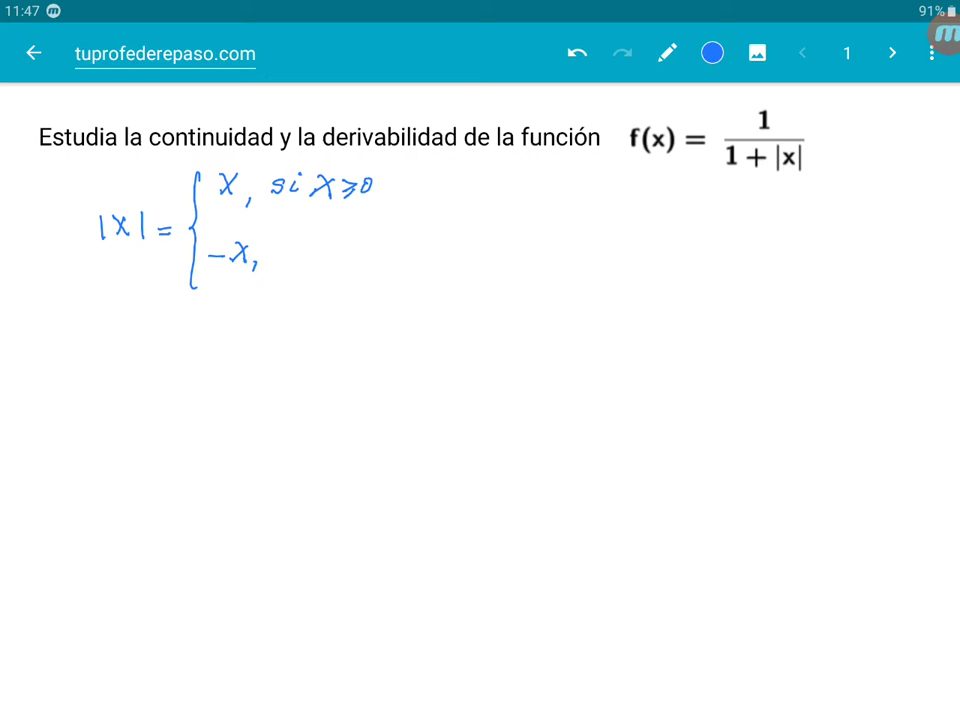 11:47 m 91%
tuprofederepaso.com 1
Estudia la continuidad y la derivabilidad de la función f(x) = 1 / (1 + |x|)
|x| = { x, si x ≥ 0
-x,